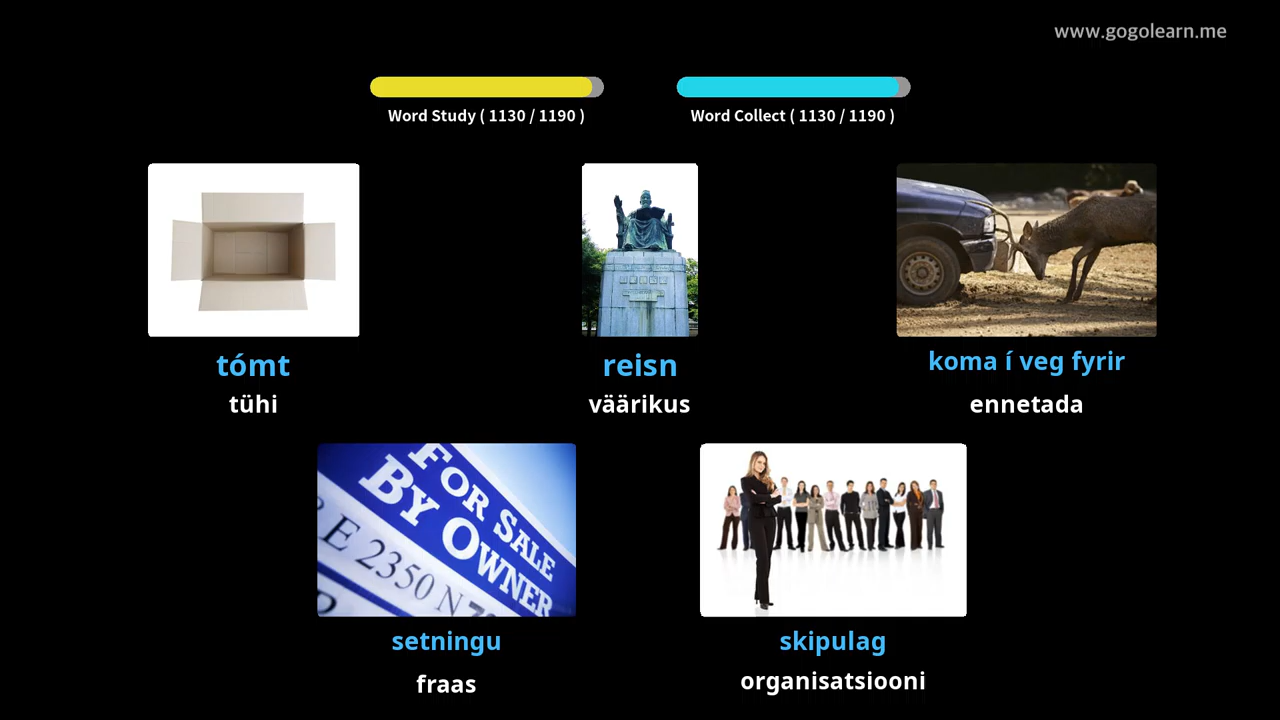 www.gogolearn.me
Word Study ( 1130 / 1190 )
Word Collect ( 1130 / 1190 )
tómt
reisn
koma í veg fyrir
tühi
väärikus
ennetada
FOR SALE
BY OWNER
E 2350 N
setningu
skipulag
fraas
organisatsiooni